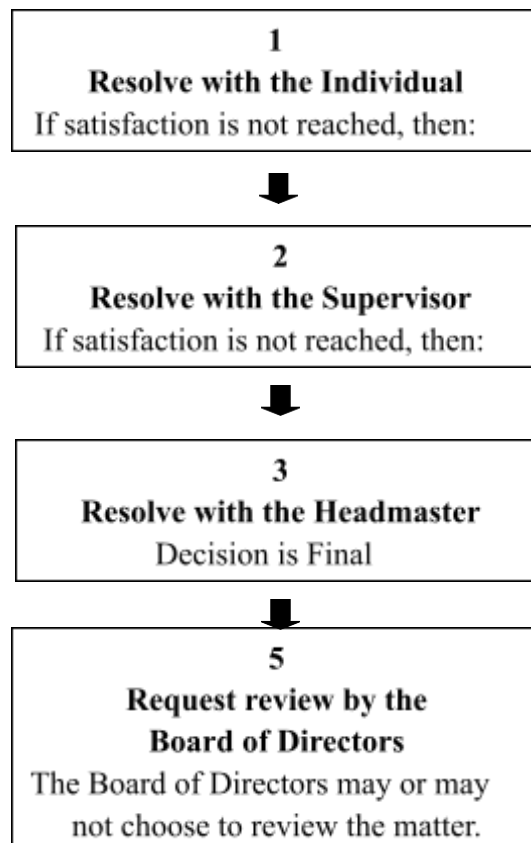 1
Resolve with the Individual
If satisfaction is not reached, then:
2
Resolve with the Supervisor
If satisfaction is not reached, then:
3
Resolve with the Headmaster
Decision is Final
5
Request review by the
Board of Directors
The Board of Directors may or may
not choose to review the matter.